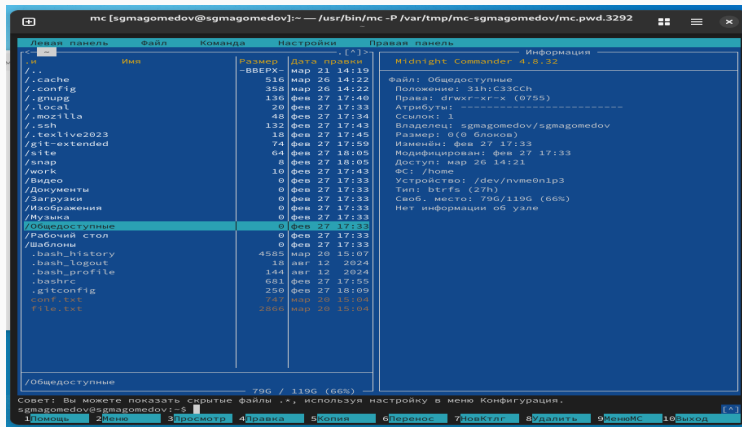 mc [sgmagomedov@sgmagomedov]:~ — /usr/bin/mc -P /var/tmp/mc-sgmagomedov/mc.pwd.3292
Левая панель Файл Команда Настройки Правая панель
<- ~ .[^]> Информация
.и Имя Размер Дата правки Midnight Commander 4.8.32
/.. -ВВЕРХ- мар 21 14:19
/.cache 516 мар 26 14:22 Файл: Общедоступные
/.config 358 мар 26 14:22 Положение: 31h:C33CCh
/.gnupg 136 фев 27 17:40 Права: drwxr-xr-x (0755)
/.local 20 фев 27 17:33 Атрибуты: ----------------------
/.mozilla 48 фев 27 17:34 Ссылок: 1
/.ssh 132 фев 27 17:43 Владелец: sgmagomedov/sgmagomedov
/.texlive2023 18 фев 27 17:45 Размер: 0(0 блоков)
/git-extended 74 фев 27 17:59 Изменён: фев 27 17:33
/site 64 фев 27 18:05 Модифицирован: фев 27 17:33
/snap 8 фев 27 18:05 Доступ: мар 26 14:21
/work 10 фев 27 17:43 ФС: /home
/Видео 0 фев 27 17:33 Устройство: /dev/nvme0n1p3
/Документы 0 фев 27 17:33 Тип: btrfs (27h)
/Загрузки 0 фев 27 17:33 Своб. место: 79G/119G (66%)
/Изображения 0 фев 27 17:33 Нет информации об узле
/Музыка 0 фев 27 17:33
/Общедоступные 0 фев 27 17:33
/Рабочий стол 0 фев 27 17:33
/Шаблоны 0 фев 27 17:33
.bash_history 4585 мар 20 15:07
.bash_logout 18 авг 12 2024
.bash_profile 144 авг 12 2024
.bashrc 681 фев 27 17:55
.gitconfig 250 фев 27 18:09
conf.txt 747 мар 20 15:04
file.txt 2866 мар 20 15:04
/Общедоступные
79G / 119G (66%)
Совет: Вы можете показать скрытые файлы .*, используя настройку в меню Конфигурация.
sgmagomedov@sgmagomedov:~$ [^]
1Помощь 2Меню 3Просмотр 4Правка 5Копия 6Перенос 7НовКтлг 8Удалить 9МенюMC 10Выход